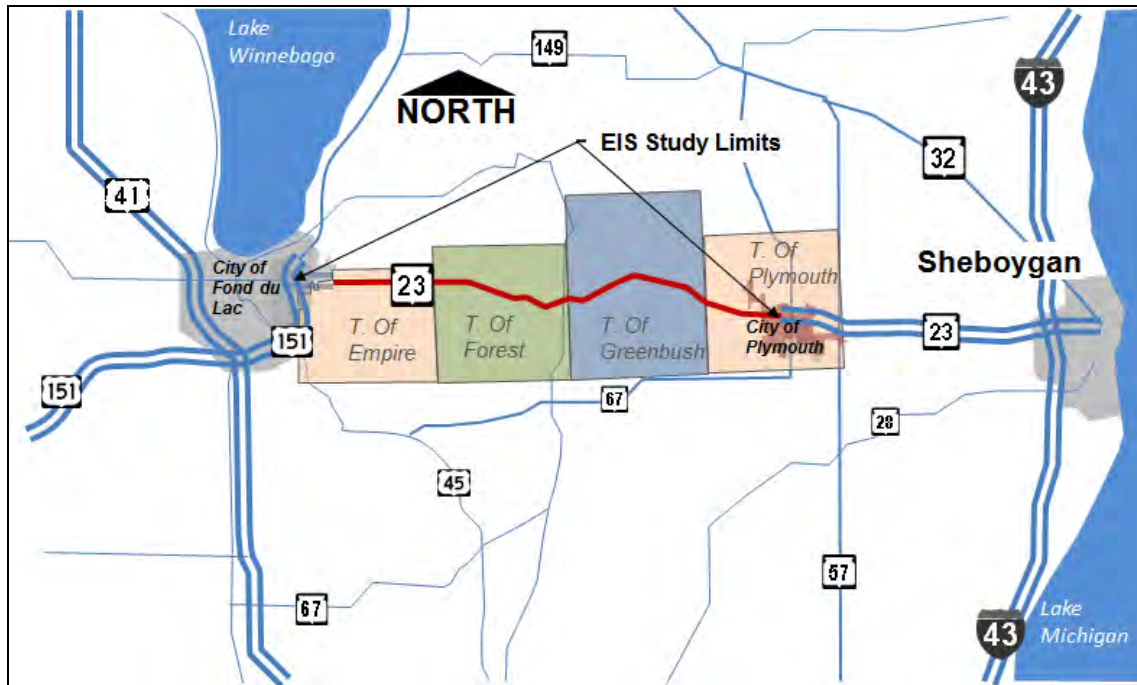 Lake
Winnebago
149
43
NORTH
EIS Study Limits
32
41
City of
Fond du
Lac
23
T. Of
Plymouth
Sheboygan
151
T. Of
Empire
T. Of
Forest
T. Of
Greenbush
City of
Plymouth
23
151
67
28
45
57
67
43
Lake
Michigan